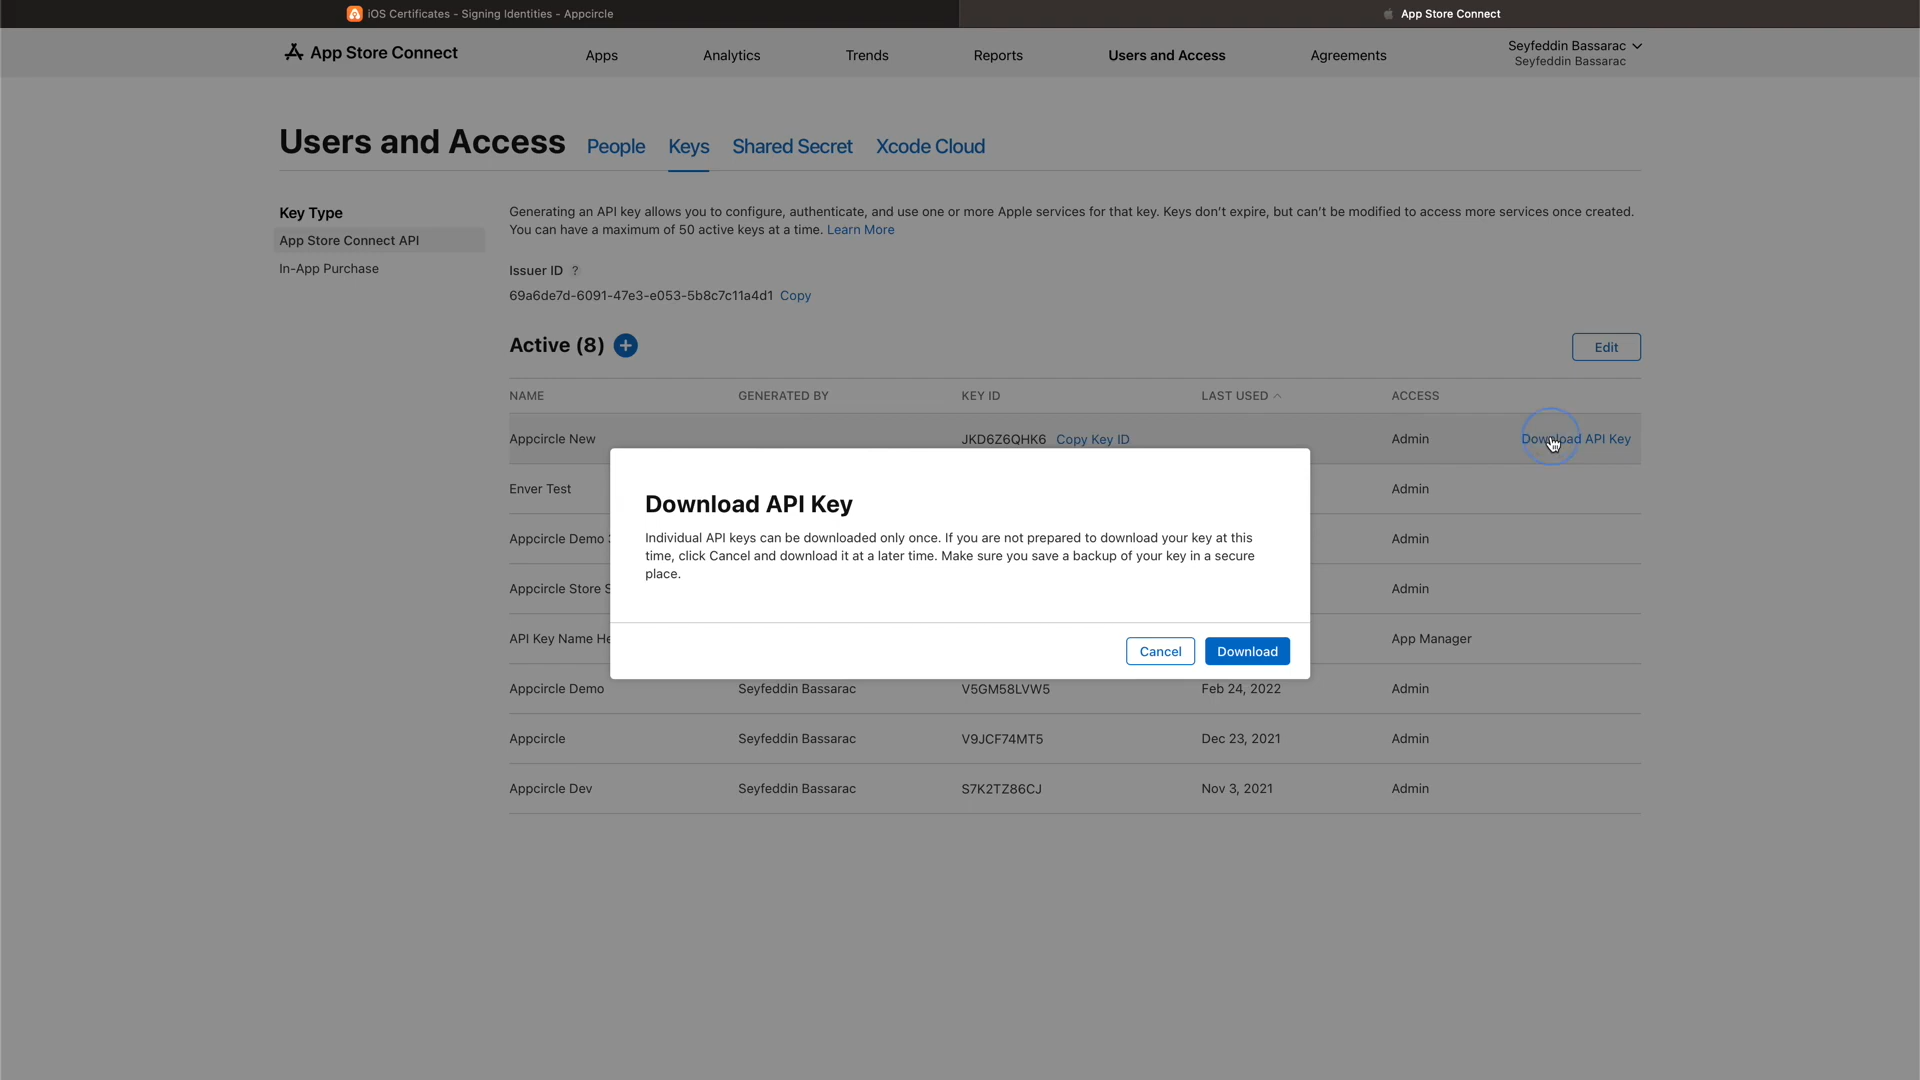 iOS Certificates - Signing Identities - Appcircle
App Store Connect
App Store Connect
Apps
Analytics
Trends
Reports
Users and Access
Agreements
Seyfeddin Bassarac
Seyfeddin Bassarac
Users and Access
People
Keys
Shared Secret
Xcode Cloud
Key Type
App Store Connect API
In-App Purchase
Generating an API key allows you to configure, authenticate, and use one or more Apple services for that key. Keys don't expire, but can't be modified to access more services once created.
You can have a maximum of 50 active keys at a time. Learn More
Issuer ID ?
69a6de7d-6091-47e3-e053-5b8c7c11a4d1 Copy
Active (8)
Edit
NAME GENERATED BY KEY ID LAST USED ACCESS
Appcircle New JKD6Z6QHK6 Copy Key ID Admin Download API Key
Enver Test Admin
Appcircle Demo Admin
Appcircle Store Admin
API Key Name App Manager
Download API Key
Individual API keys can be downloaded only once. If you are not prepared to download your key at this
time, click Cancel and download it at a later time. Make sure you save a backup of your key in a secure
place.
Cancel
Download
Appcircle Demo Seyfeddin Bassarac V5GM58LVW5 Feb 24, 2022 Admin
Appcircle Seyfeddin Bassarac V9JCF74MT5 Dec 23, 2021 Admin
Appcircle Dev Seyfeddin Bassarac S7K2TZ86CJ Nov 3, 2021 Admin